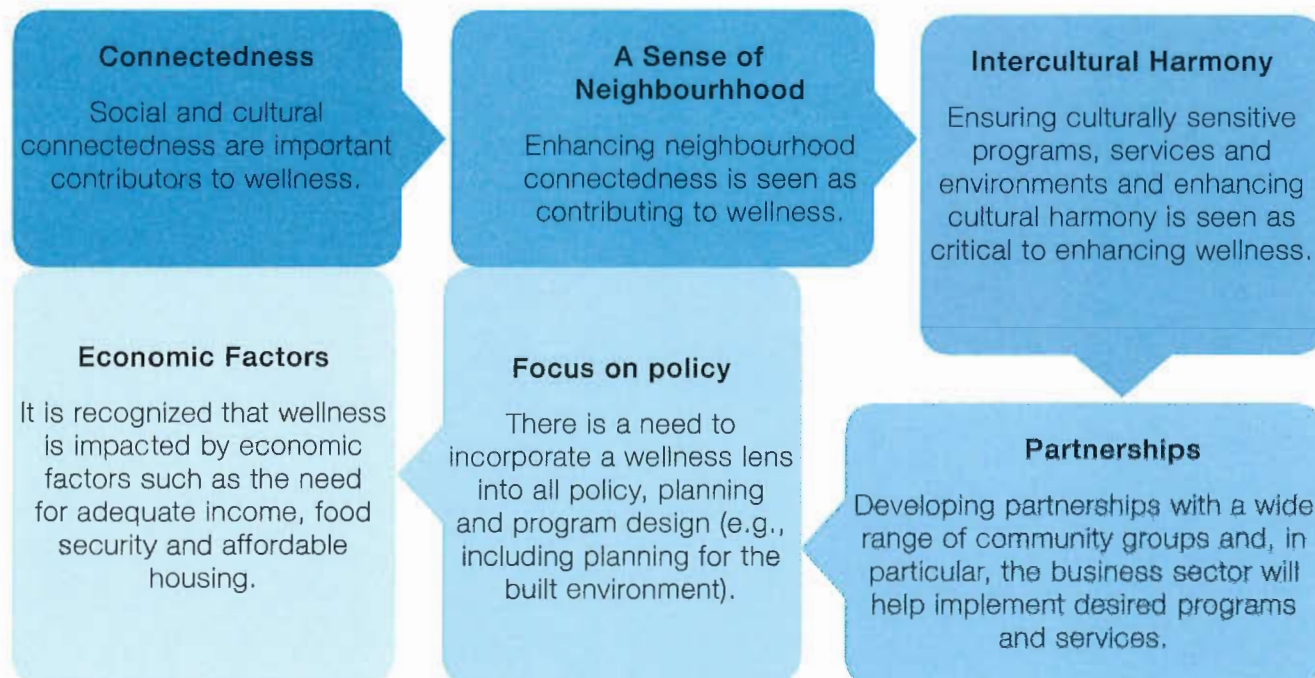 Connectedness
Social and cultural
connectedness are important
contributors to wellness.
A Sense of
Neighbourhhood
Enhancing neighbourhood
connectedness is seen as
contributing to wellness.
Intercultural Harmony
Ensuring culturally sensitive
programs, services and
environments and enhancing
cultural harmony is seen as
critical to enhancing wellness.
Partnerships
Developing partnerships with a wide
range of community groups and, in
particular, the business sector will
help implement desired programs
and services.
Focus on policy
There is a need to
incorporate a wellness lens
into all policy, planning
and program design (e.g.,
including planning for the
built environment).
Economic Factors
It is recognized that wellness
is impacted by economic
factors such as the need
for adequate income, food
security and affordable
housing.